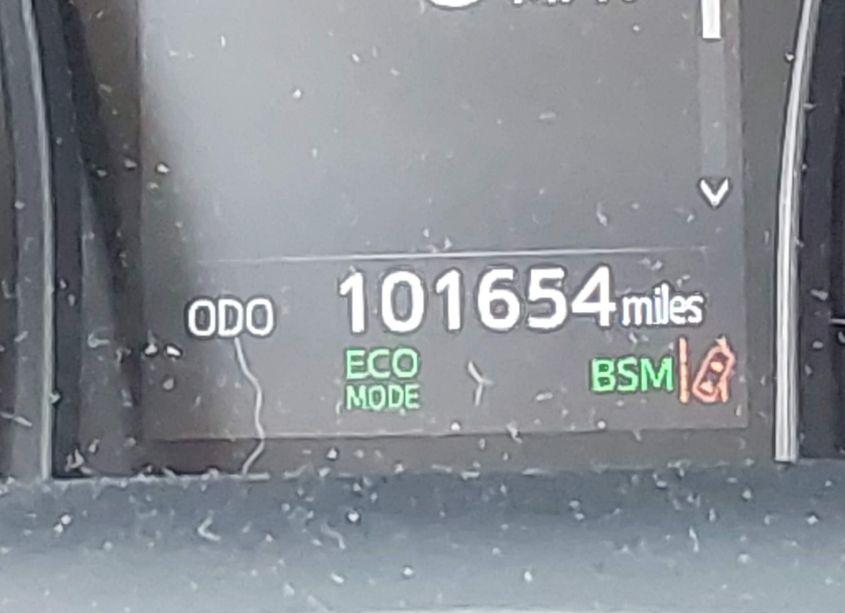 ODO 101654 miles
ECO BSM
MODE